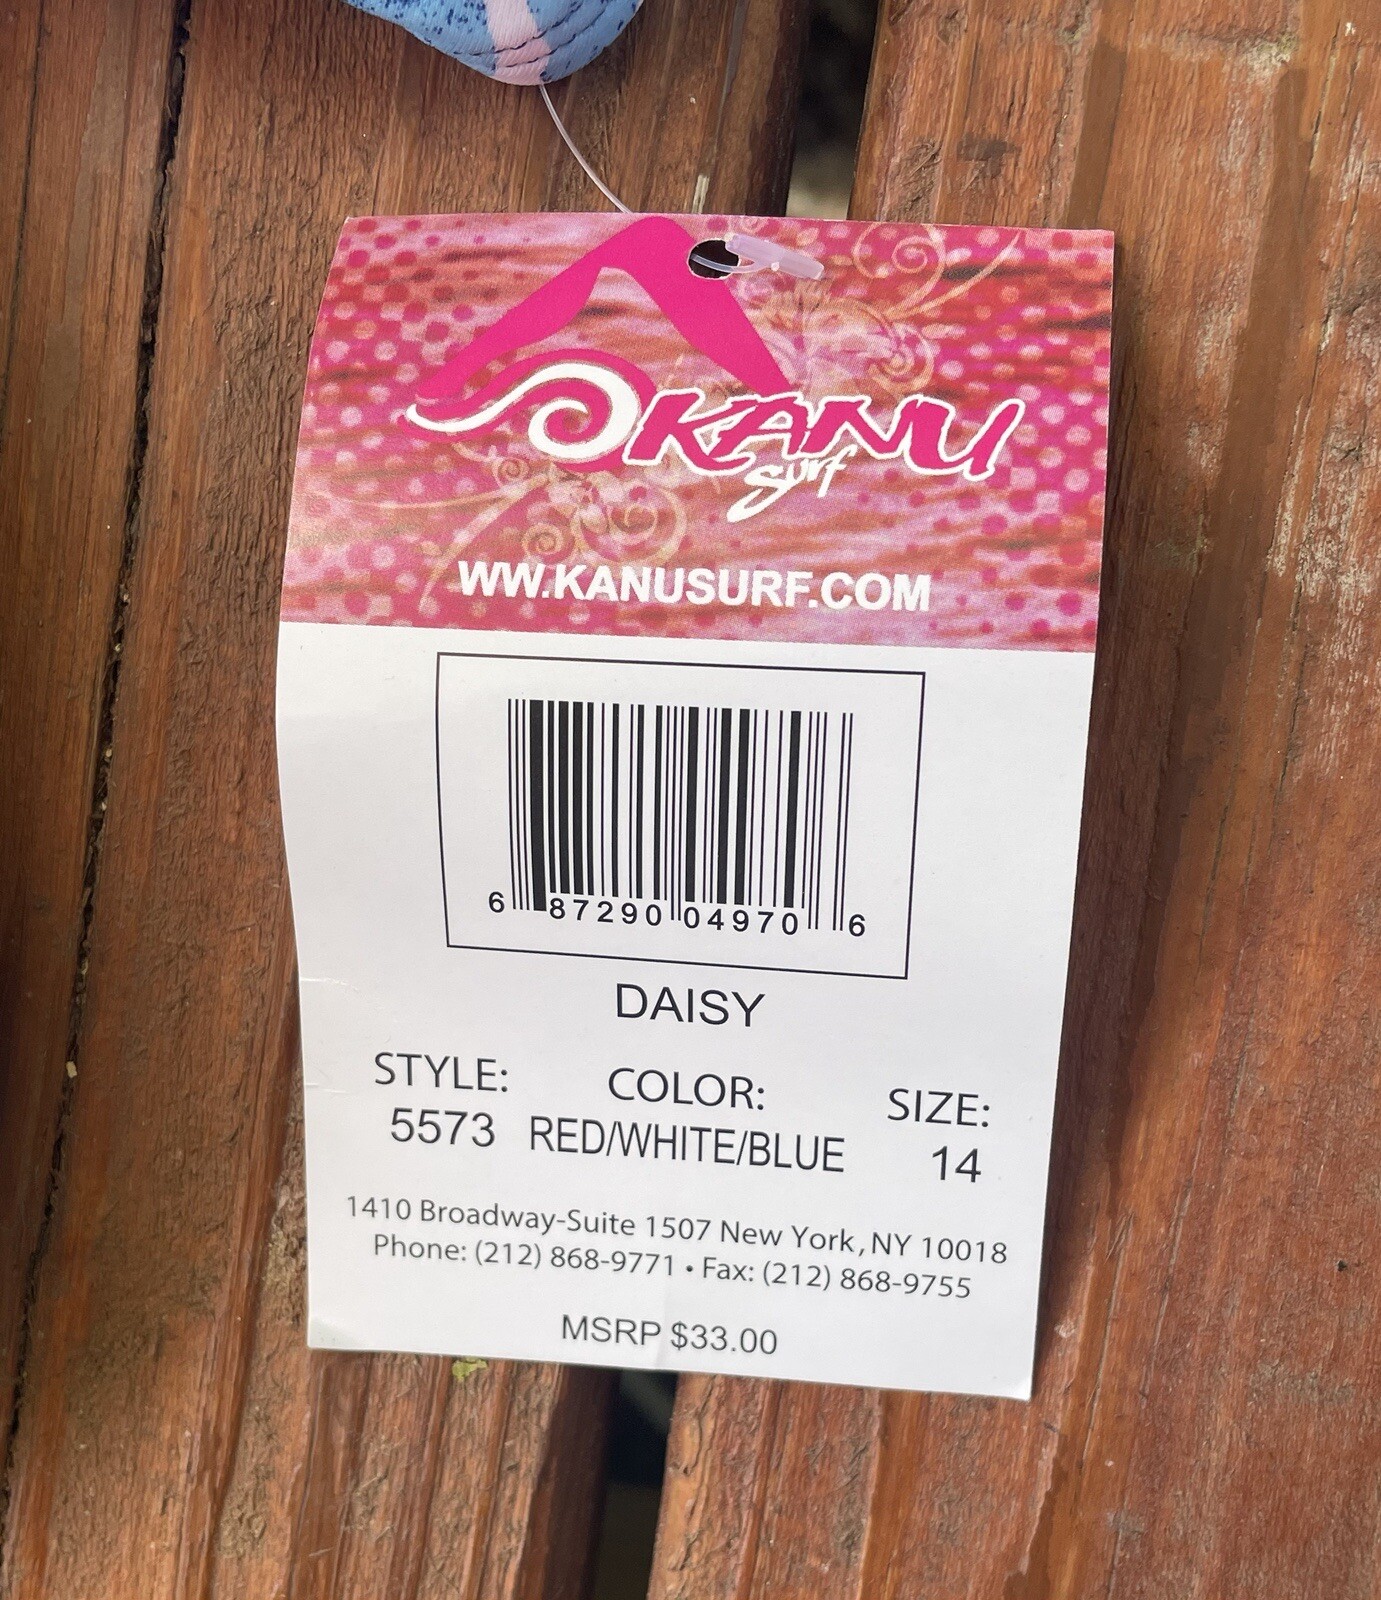 KANU
Surf
WW.KANUSURF.COM
6 87290 04970 6
DAISY
STYLE: COLOR: SIZE:
5573 RED/WHITE/BLUE 14
1410 Broadway-Suite 1507 New York, NY 10018
Phone: (212) 868-9771 • Fax: (212) 868-9755
MSRP $33.00